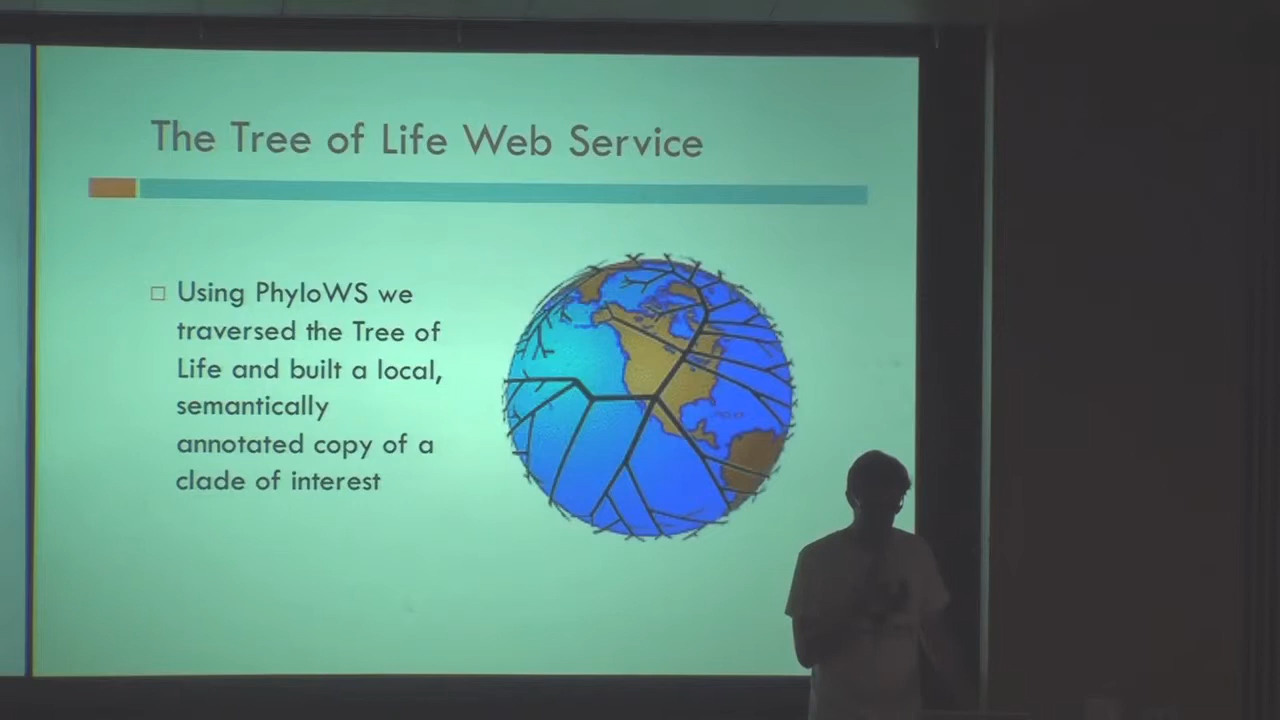 The Tree of Life Web Service
Using PhyloWS we
traversed the Tree of
Life and built a local,
semantically
annotated copy of a
clade of interest